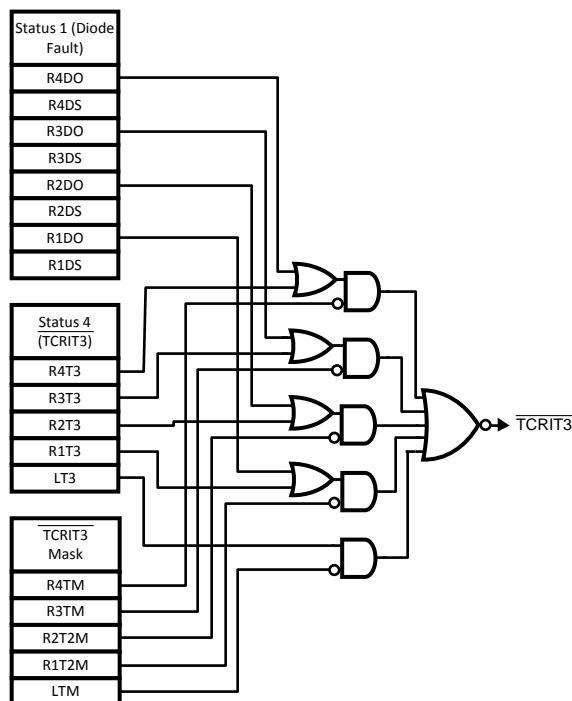 Status 1 (Diode
Fault)
R4DO
R4DS
R3DO
R3DS
R2DO
R2DS
R1DO
R1DS
Status 4
(TCRIT3)
R4T3
R3T3
R2T3
R1T3
LT3
TCRIT3
Mask
R4TM
R3TM
R2T2M
R1T2M
LTM
TCRIT3